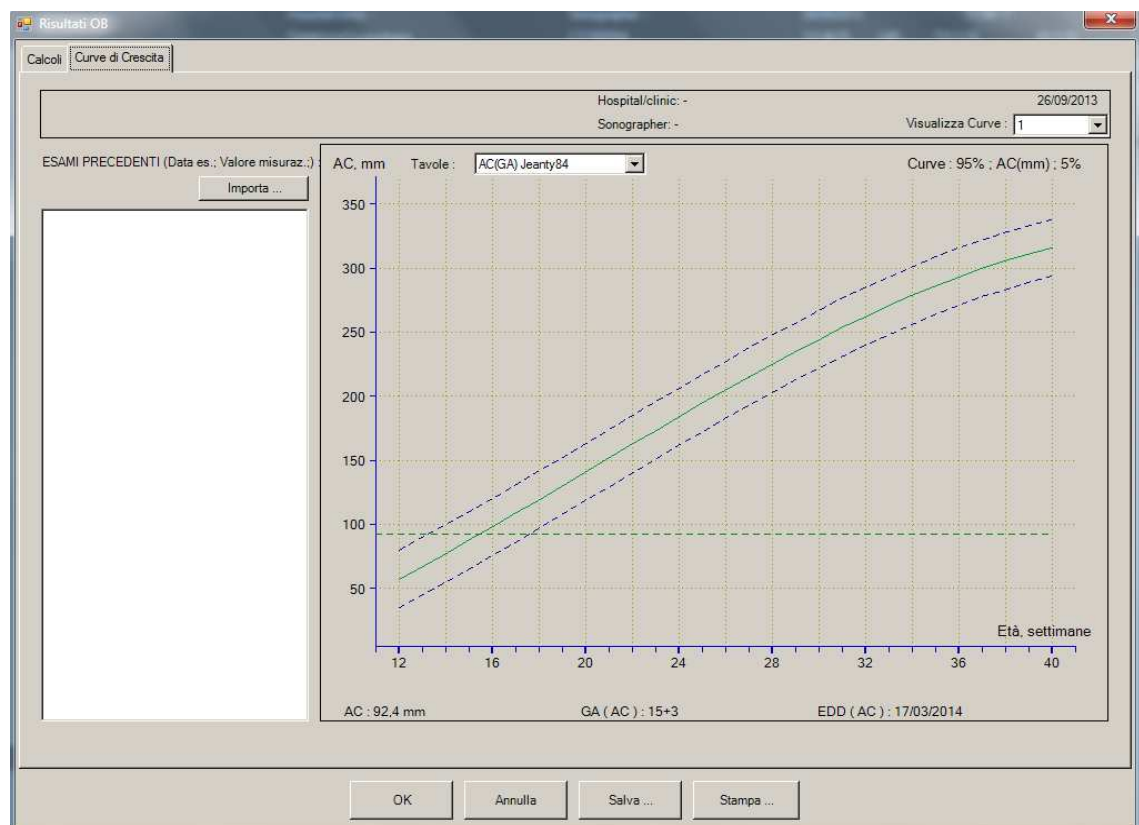 Risultati OB
Calcoli Curve di Crescita
Hospital/clinic: - 26/09/2013
Sonographer: - Visualizza Curve : 1
ESAMI PRECEDENTI (Data es.; Valore misuraz.;) :
Importa ...
AC, mm Tavole : AC(GA) Jeanty84 Curve : 95% ; AC(mm) ; 5%
350
300
250
200
150
100
50
Età, settimane
12 16 20 24 28 32 36 40
AC : 92,4 mm GA ( AC ) : 15+3 EDD ( AC ) : 17/03/2014
OK Annulla Salva ... Stampa ...